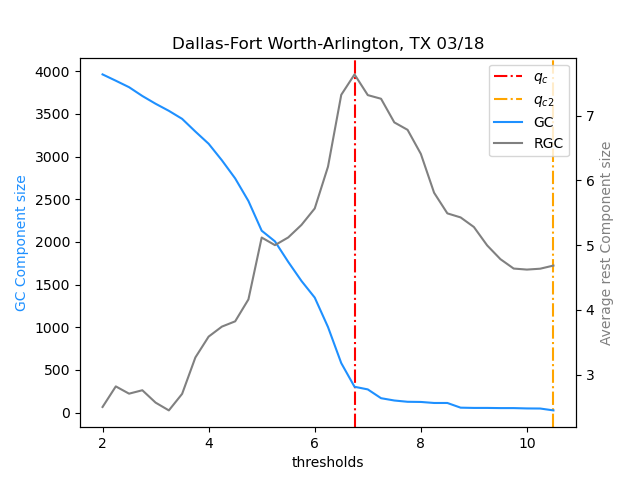 Dallas-Fort Worth-Arlington, TX 03/18
GC Component size
4000
3500
3000
2500
2000
1500
1000
500
0
q_c
q_c2
GC
RGC
7
6
5
4
3
Average rest Component size
2 4 6 8 10
thresholds